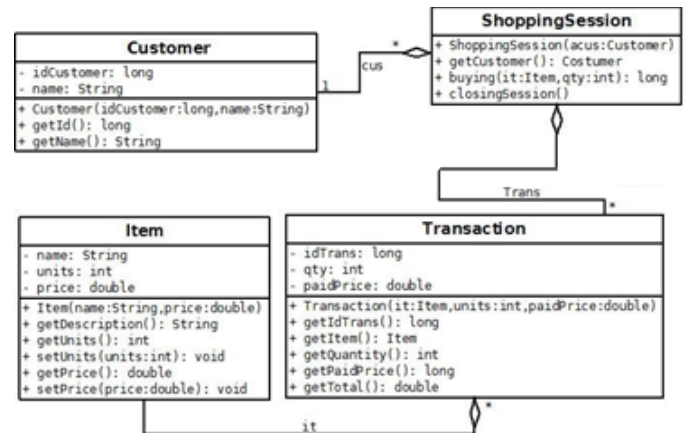 ShoppingSession
+ ShoppingSession(acus:Customer)
+ getCustomer(): Costumer
+ buying(it:Item,qty:int): long
+ closingSession()
Customer
- idCustomer: long
- name: String
+ Customer(idCustomer:long,name:String)
+ getId(): long
+ getName(): String
*
cus
1
Trans
*
Item
- name: String
- units: int
- price: double
+ Item(name:String,price:double)
+ getDescription(): String
+ getUnits(): int
+ setUnits(units:int): void
+ getPrice(): double
+ setPrice(price:double): void
Transaction
- idTrans: long
- qty: int
- paidPrice: double
+ Transaction(it:Item,units:int,paidPrice:double)
+ getIdTrans(): long
+ getItem(): Item
+ getQuantity(): int
+ getPaidPrice(): long
+ getTotal(): double
*
it